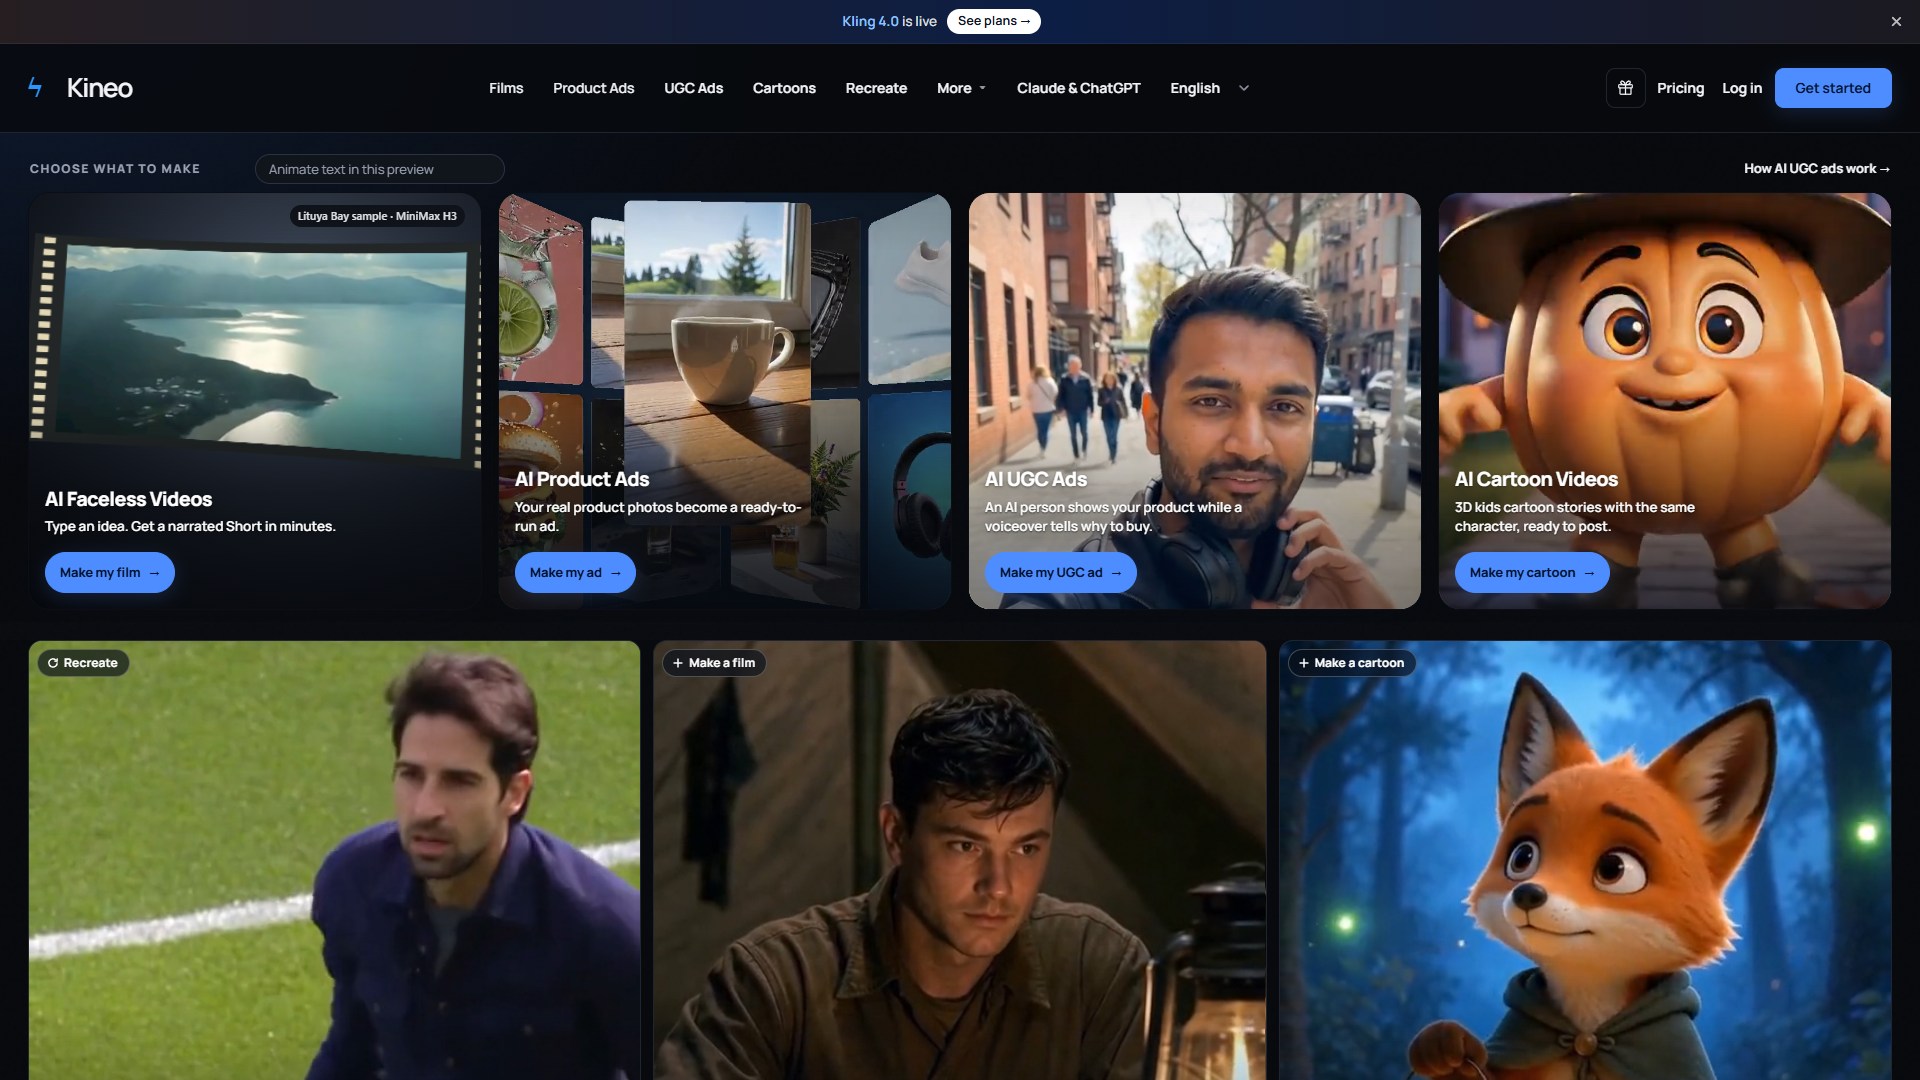 Kling 4.0 is live See plans →
Kineo
Films Product Ads UGC Ads Cartoons Recreate More Claude & ChatGPT English
Pricing Log in Get started
CHOOSE WHAT TO MAKE
Animate text in this preview
How AI UGC ads work →
Lituya Bay sample · MiniMax H3
AI Faceless Videos
Type an idea. Get a narrated Short in minutes.
Make my film →
AI Product Ads
Your real product photos become a ready-to-
run ad.
Make my ad →
AI UGC Ads
An AI person shows your product while a
voiceover tells why to buy.
Make my UGC ad →
AI Cartoon Videos
3D kids cartoon stories with the same
character, ready to post.
Make my cartoon →
Recreate
+ Make a film
+ Make a cartoon